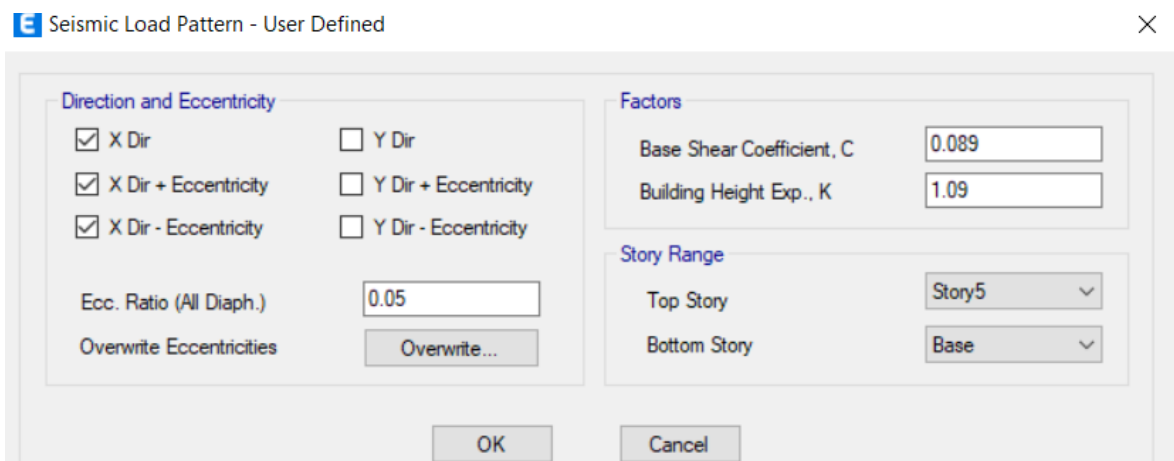 Seismic Load Pattern - User Defined
Direction and Eccentricity
X Dir
Y Dir
X Dir + Eccentricity
Y Dir + Eccentricity
X Dir - Eccentricity
Y Dir - Eccentricity
Ecc. Ratio (All Diaph.)
0.05
Overwrite Eccentricities
Overwrite...
Factors
Base Shear Coefficient, C
0.089
Building Height Exp., K
1.09
Story Range
Top Story
Story5
Bottom Story
Base
OK
Cancel